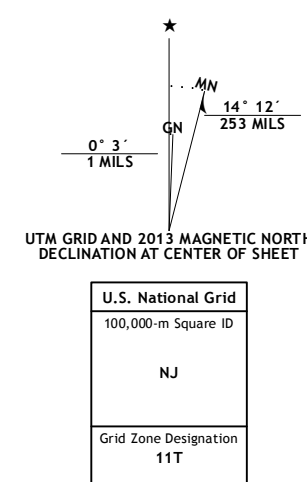 MN
GN
14° 12´
253 MILS
0° 3´
1 MILS
UTM GRID AND 2013 MAGNETIC NORTH
DECLINATION AT CENTER OF SHEET
U.S. National Grid
100,000-m Square ID
NJ
Grid Zone Designation
11T